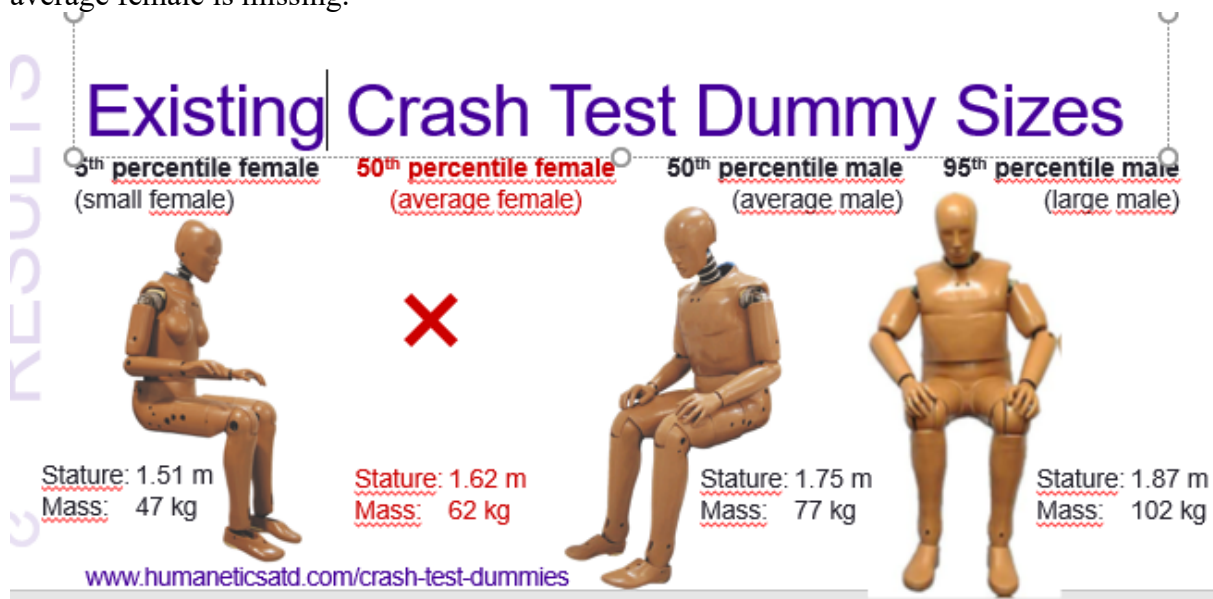 average female is missing.
RESULTS
Existing Crash Test Dummy Sizes
5th percentile female
(small female)
50th percentile female
(average female)
50th percentile male
(average male)
95th percentile male
(large male)
Stature: 1.51 m
Mass: 47 kg
Stature: 1.62 m
Mass: 62 kg
Stature: 1.75 m
Mass: 77 kg
Stature: 1.87 m
Mass: 102 kg
www.humaneticsatd.com/crash-test-dummies